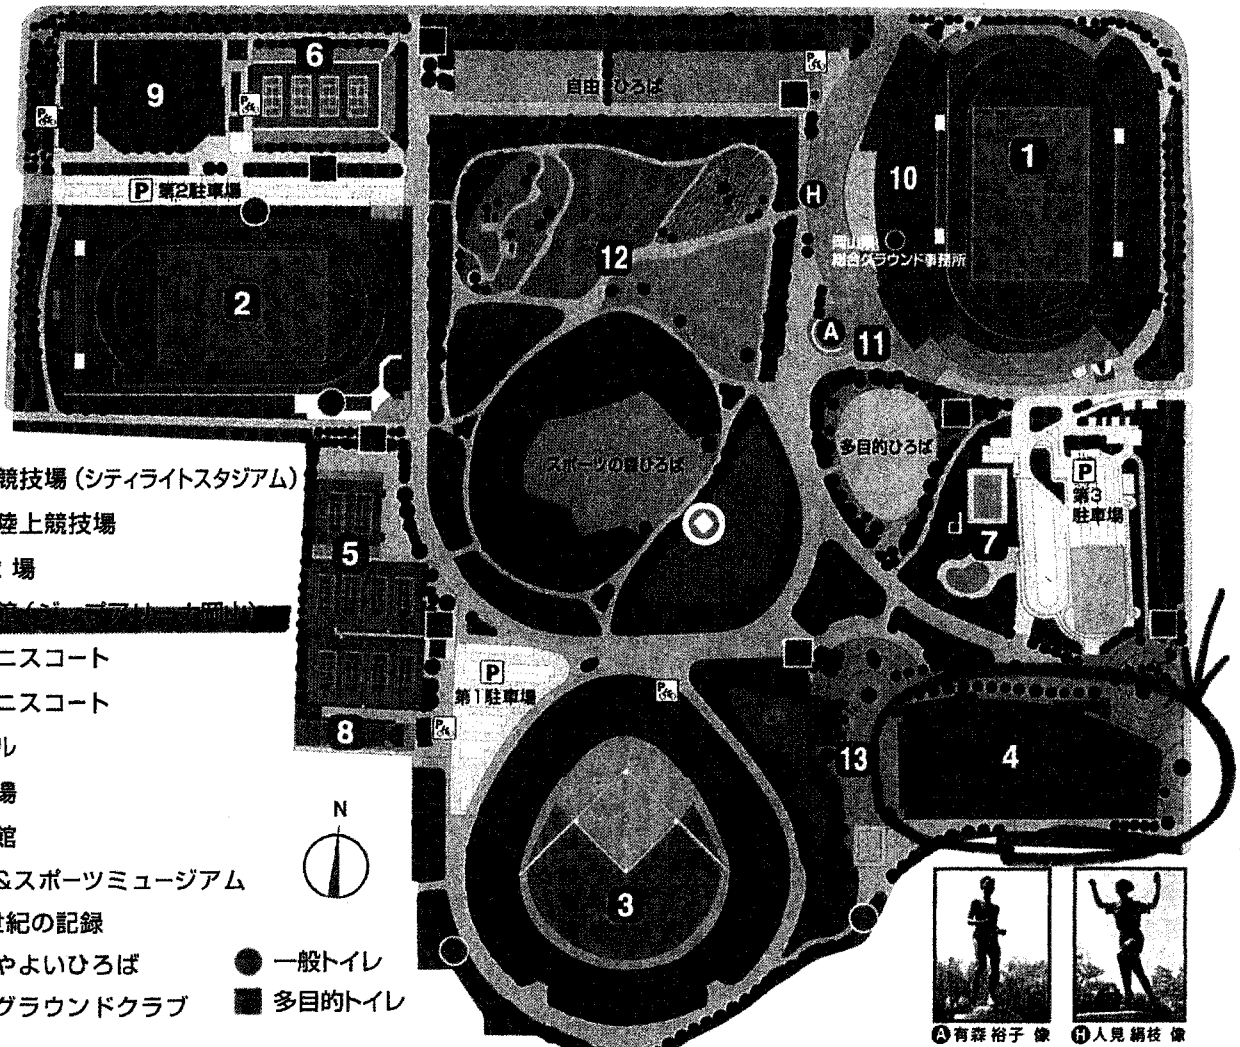 6
9
自由ひろば
P 第2駐車場
10
1
H
岡山県
総合グラウンド事務所
12
2
A
11
スポーツの森ひろば
多目的ひろば
P
第3
駐車場
競技場(シティライトスタジアム)
陸上競技場
場
5
7
ニスコート
ニスコート
P
第1駐車場
8
13
4
ル
場
館
N
3
&スポーツミュージアム
世紀の記録
やよいひろば
グラウンドクラブ
一般トイレ
多目的トイレ
A 有森 裕子 像
H 人見 絹枝 像